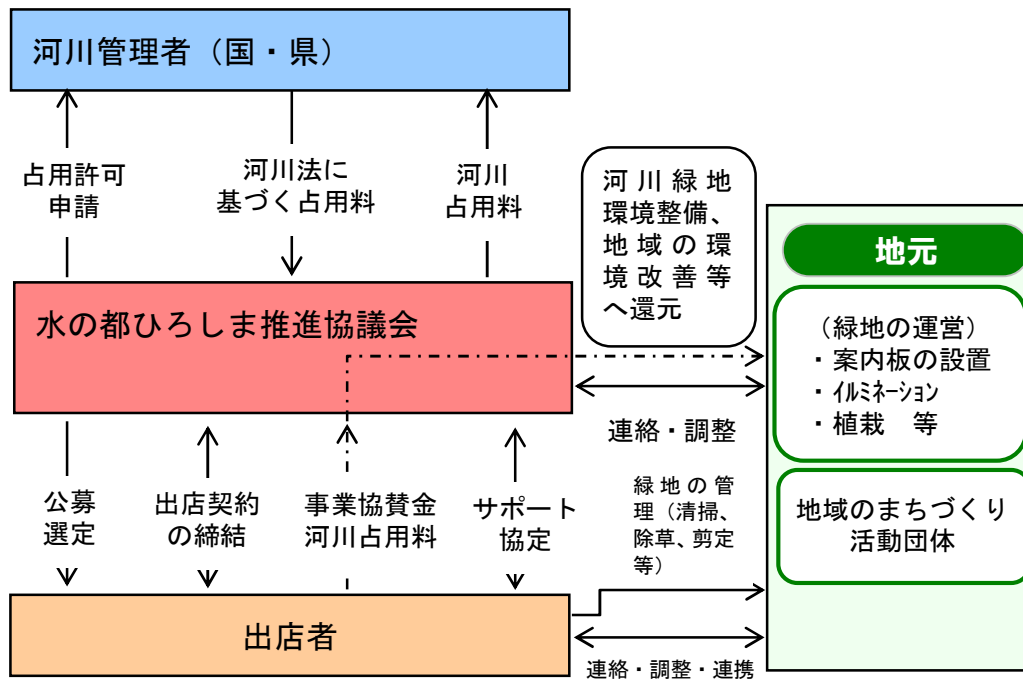 河川管理者（国・県）
占用許可
申請
河川法に
基づく占用料
河川
占用料
河川緑地
環境整備、
地域の環
境改善等
へ還元
水の都ひろしま推進協議会
連絡・調整
地元
（緑地の運営）
・案内板の設置
・ｲﾙﾐﾈｰｼｮﾝ
・植栽　等
地域のまちづくり
活動団体
公募
選定
出店契約
の締結
事業協賛金
河川占用料
サポート
協定
緑地の管
理（清掃、
除草、剪定
等）
出店者
連絡・調整・連携